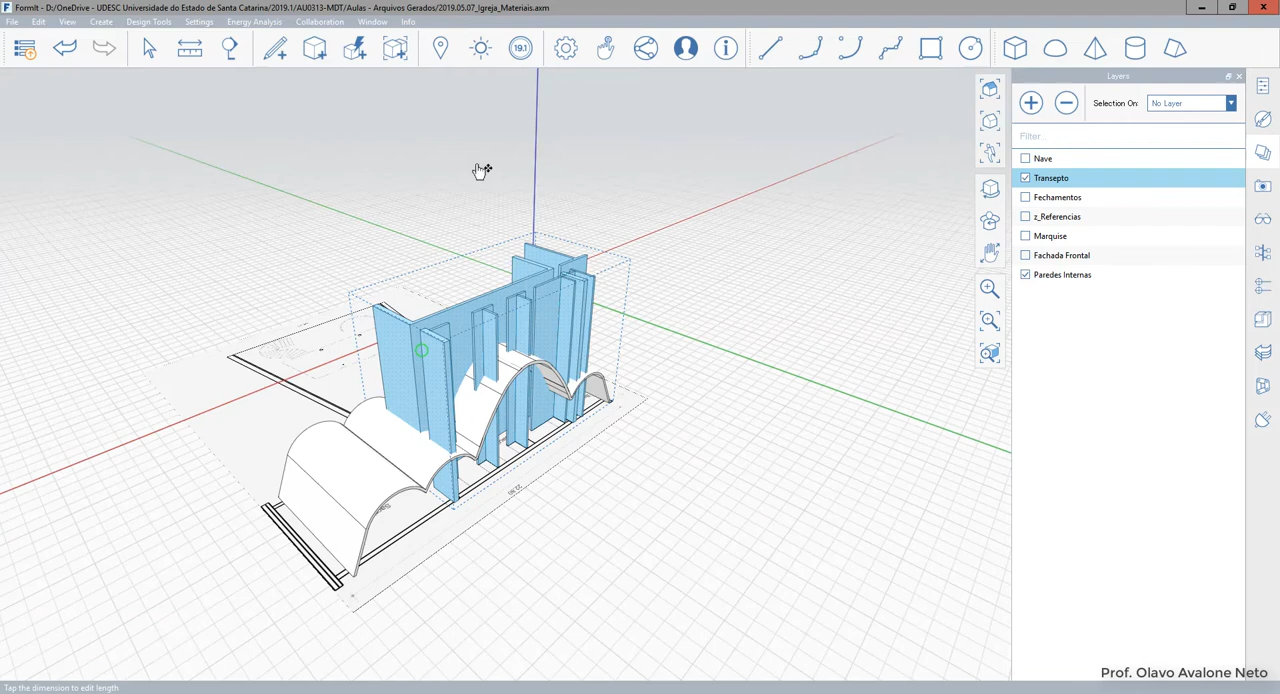 FormIt - D:/OneDrive - UDESC Universidade do Estado de Santa Catarina/2019.1/AU0313-MDT/Aulas - Arquivos Gerados/2019.05.07_Igreja_Materiais.axm
File Edit View Create Design Tools Settings Energy Analysis Collaboration Window Info
19.1
Layers
Selection On: No Layer
Filter...
Nave
Transepto
Fechamentos
z_Referencias
Marquise
Fachada Frontal
Paredes Internas
Prof. Olavo Avalone Neto
Tap the dimension to edit length